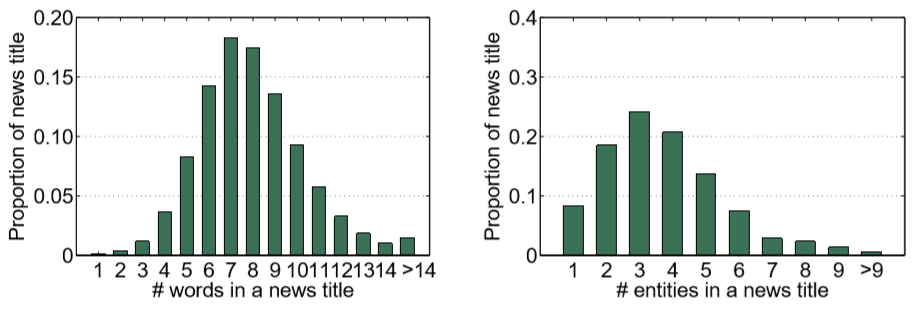 Proportion of news title
0.20
0.15
0.10
0.05
0
1 2 3 4 5 6 7 8 9 10 11 12 13 14 >14
# words in a news title
Proportion of news title
0.4
0.3
0.2
0.1
0
1 2 3 4 5 6 7 8 9 >9
# entities in a news title